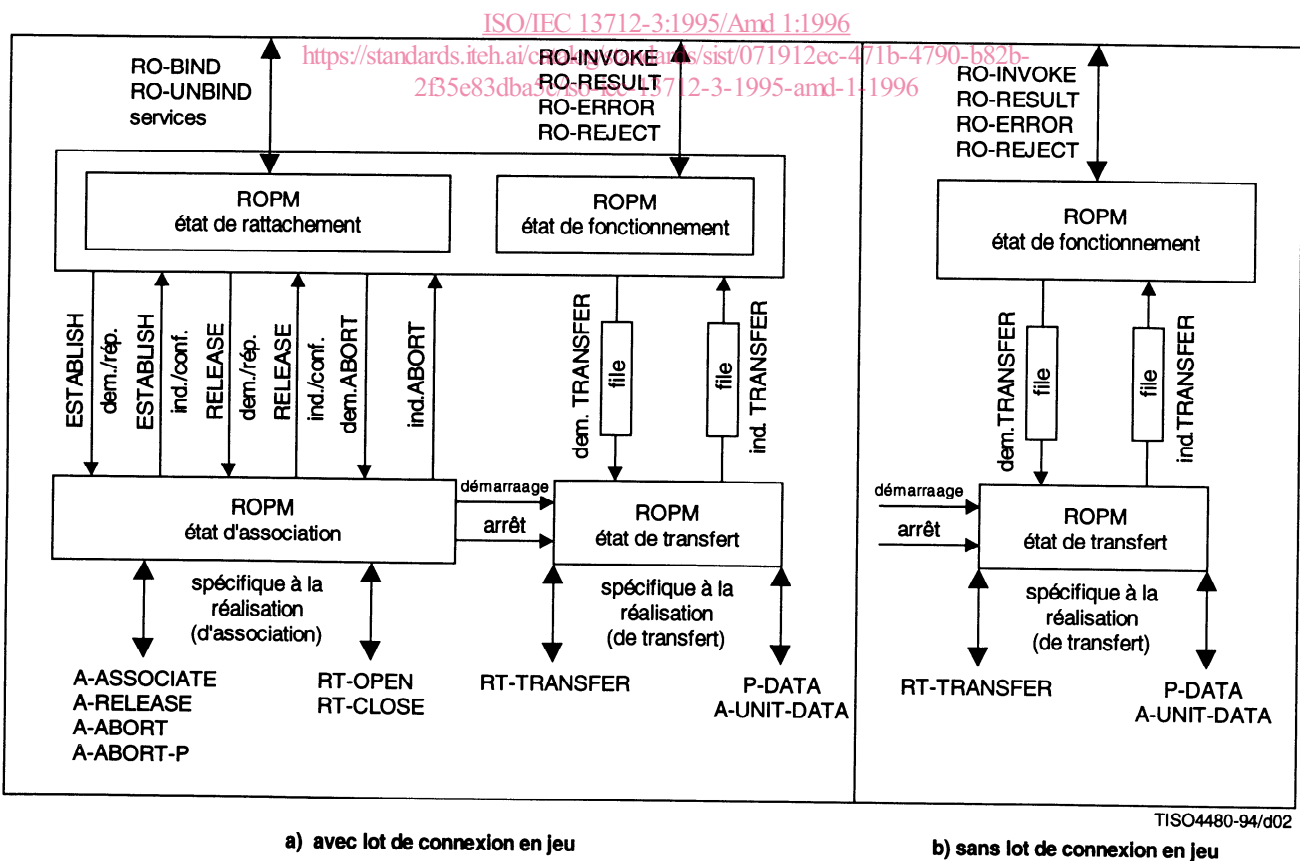 ISO/IEC 13712-3:1995/Amd 1:1996
https://standards.iteh.ai/catalog/standards/sist/071912ec-471b-4790-b82b-
2f35e83dba5c/iso-iec-13712-3-1995-amd-1-1996
RO-BIND
RO-UNBIND
services
RO-INVOKE
RO-RESULT
RO-ERROR
RO-REJECT
ROPM
état de rattachement
ROPM
état de fonctionnement
ESTABLISH
dem./rép.
ESTABLISH
ind./conf.
RELEASE
dem./rép.
RELEASE
ind./conf.
dem.ABORT
ind.ABORT
dem. TRANSFER
file
file
ind. TRANSFER
ROPM
état d'association
démarraage
arrêt
ROPM
état de transfert
spécifique à la
réalisation
(d'association)
spécifique à la
réalisation
(de transfert)
A-ASSOCIATE
A-RELEASE
A-ABORT
A-ABORT-P
RT-OPEN
RT-CLOSE
RT-TRANSFER
P-DATA
A-UNIT-DATA
RO-INVOKE
RO-RESULT
RO-ERROR
RO-REJECT
ROPM
état de fonctionnement
dem.TRANSFER
file
file
ind.TRANSFER
démarraage
arrêt
ROPM
état de transfert
spécifique à la
réalisation
(de transfert)
RT-TRANSFER
P-DATA
A-UNIT-DATA
TISO4480-94/d02
a) avec lot de connexion en jeu
b) sans lot de connexion en jeu